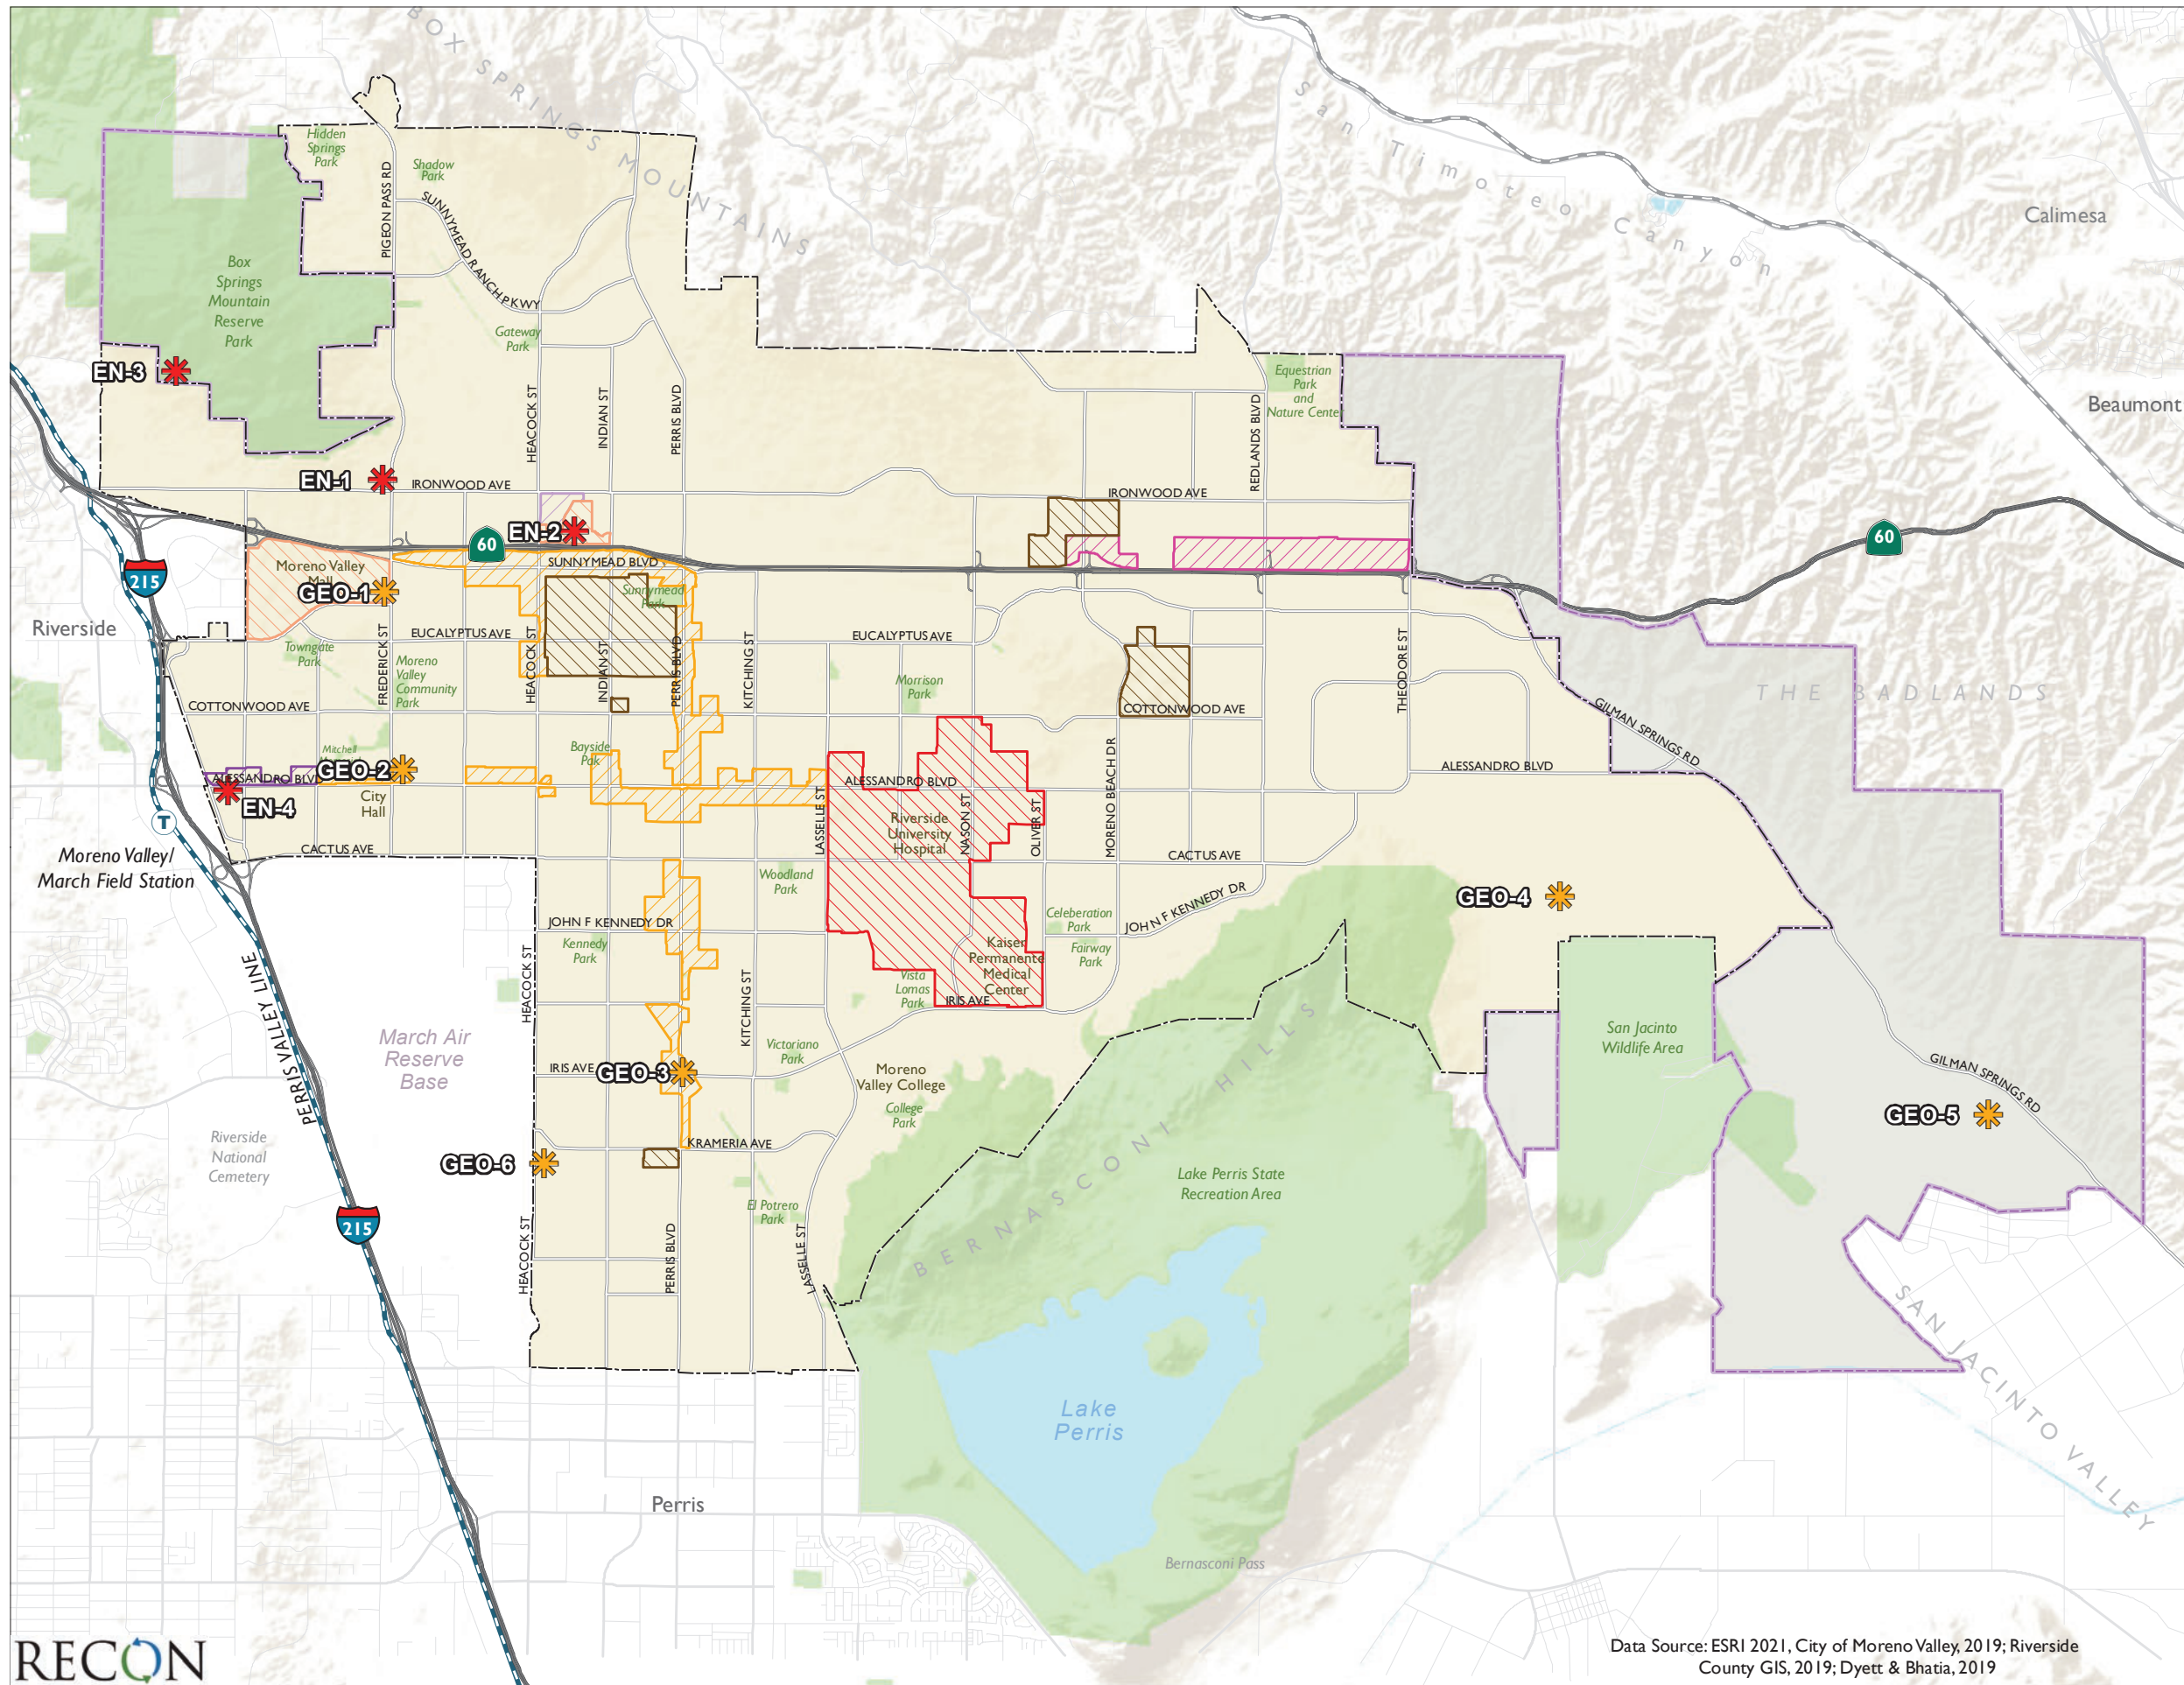 BOX SPRINGS MOUNTAINS
San Timoteo Canyon
Calimesa
Beaumont
Hidden
Springs
Park
Shadow
Park
PIGEON PASS RD
SUNNYMEAD RANCH PKWY
Box
Springs
Mountain
Reserve
Park
Gateway
Park
EN-3
HEACOCK ST
INDIAN ST
PERRIS BLVD
REDLANDS BLVD
Equestrian
Park
and
Nature Center
EN-1
IRONWOOD AVE
IRONWOOD AVE
EN-2
60
60
215
SUNNYMEAD BLVD
Moreno Valley
Mall
GEO-1
Sunnymead
Park
Riverside
EUCALYPTUS AVE
EUCALYPTUS AVE
Towngate
Park
FREDERICK ST
Moreno
Valley
Community
Park
HEACOCK ST
INDIAN ST
PERRIS BLVD
KITCHING ST
Morrison
Park
THEODORE ST
THE BADLANDS
COTTONWOOD AVE
COTTONWOOD AVE
GILMAN SPRINGS RD
Mitchell
Bayside
Pak
ALESSANDRO BLVD
GEO-2
ALESSANDRO BLVD
ALESSANDRO BLVD
EN-4
City
Hall
LASSELLE ST
Riverside
University
Hospital
NASON ST
OLIVER ST
MORENO BEACH DR
T
Moreno Valley/
March Field Station
CACTUS AVE
CACTUS AVE
Woodland
Park
GEO-4
JOHN F KENNEDY DR
JOHN F KENNEDY DR
Celeberation
Park
Kennedy
Park
Fairway
Park
Kaiser
Permanente
Medical
Center
HEACOCK ST
KITCHING ST
Vista
Lomas
Park
IRIS AVE
PERRIS VALLEY LINE
March Air
Reserve
Base
Victoriano
Park
San Jacinto
Wildlife Area
IRIS AVE
GEO-3
Moreno
Valley College
College
Park
BERNASCONI HILLS
GILMAN SPRINGS RD
GEO-5
Riverside
National
Cemetery
KRAMERIA AVE
GEO-6
Lake Perris State
Recreation Area
El Potrero
Park
215
HEACOCK ST
PERRIS BLVD
LASSELLE ST
SAN JACINTO VALLEY
Lake
Perris
Perris
Bernasconi Pass
RECON
Data Source: ESRI 2021, City of Moreno Valley, 2019; Riverside
County GIS, 2019; Dyett & Bhatia, 2019